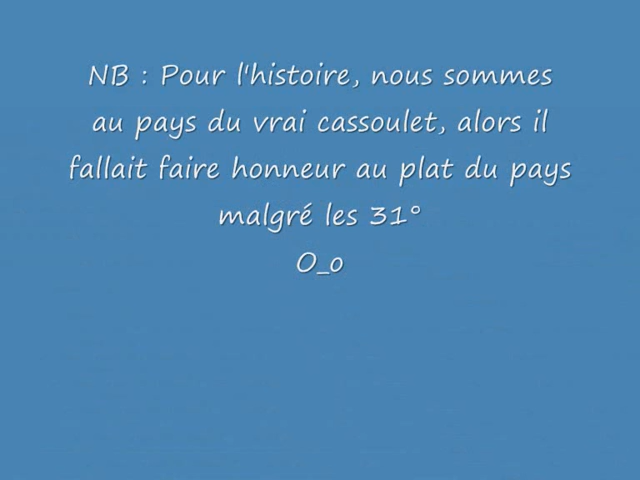 NB : Pour l'histoire, nous sommes
au pays du vrai cassoulet, alors il
fallait faire honneur au plat du pays
malgré les 31°
O_o